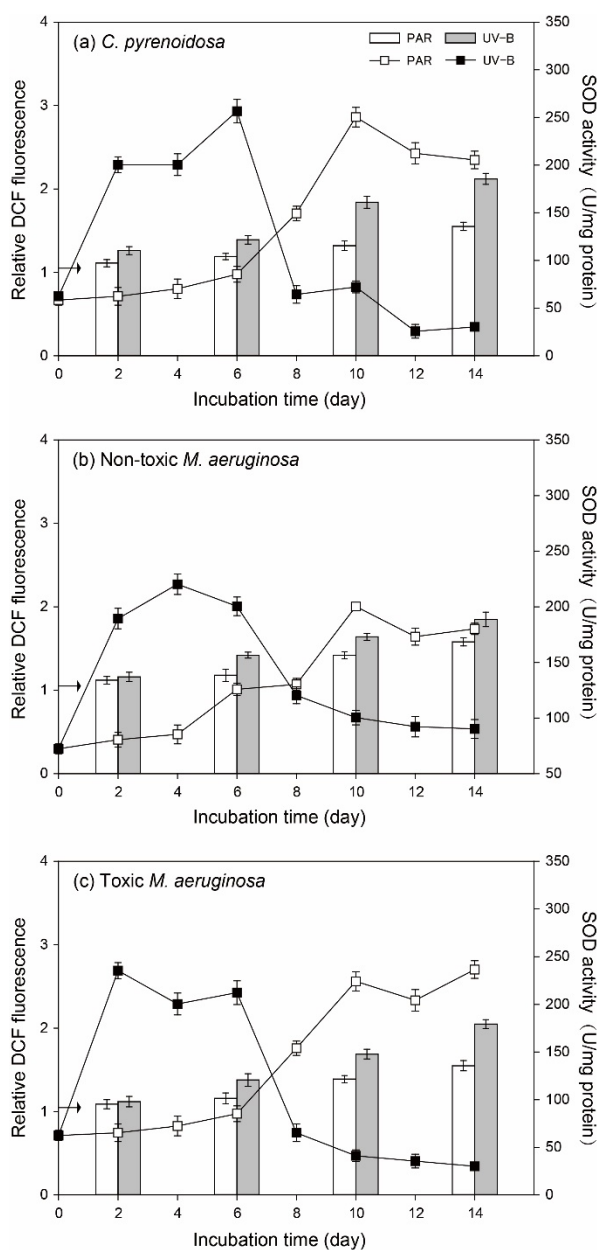 (a) C. pyrenoidosa
PAR UV-B
PAR UV-B
Relative DCF fluorescence
4
3
2
1
0
SOD activity (U/mg protein)
350
300
250
200
150
100
50
0
0 2 4 6 8 10 12 14
Incubation time (day)
(b) Non-toxic M. aeruginosa
Relative DCF fluorescence
4
3
2
1
0
SOD activity (U/mg protein)
350
300
250
200
150
100
50
0 2 4 6 8 10 12 14
Incubation time (day)
(c) Toxic M. aeruginosa
Relative DCF fluorescence
4
3
2
1
0
SOD activity (U/mg protein)
350
300
250
200
150
100
50
0
0 2 4 6 8 10 12 14
Incubation time (day)